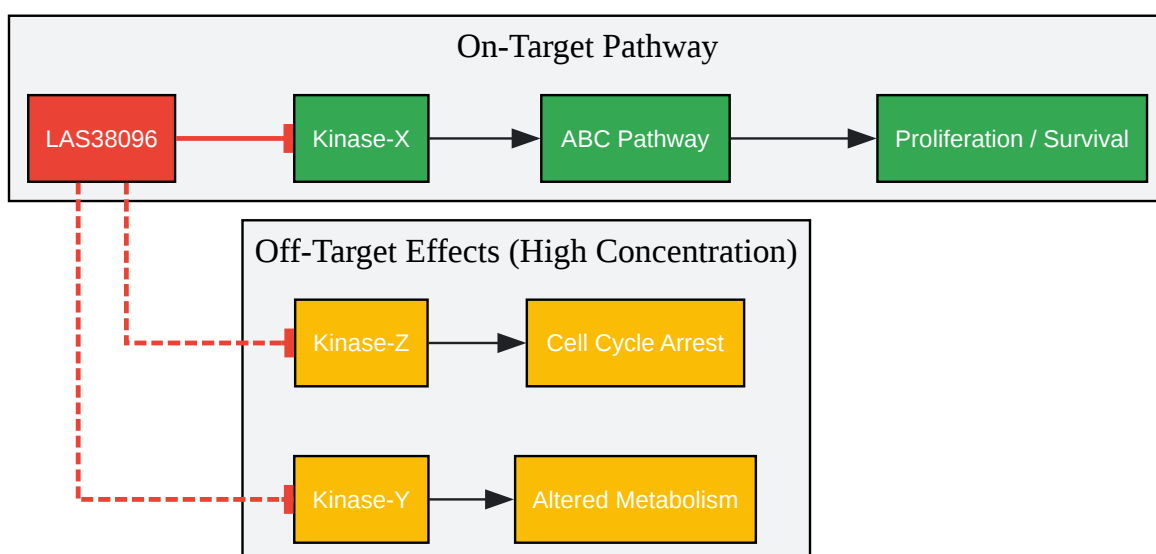 On-Target Pathway
LAS38096
Kinase-X
ABC Pathway
Proliferation / Survival
Off-Target Effects (High Concentration)
Kinase-Z
Cell Cycle Arrest
Kinase-Y
Altered Metabolism